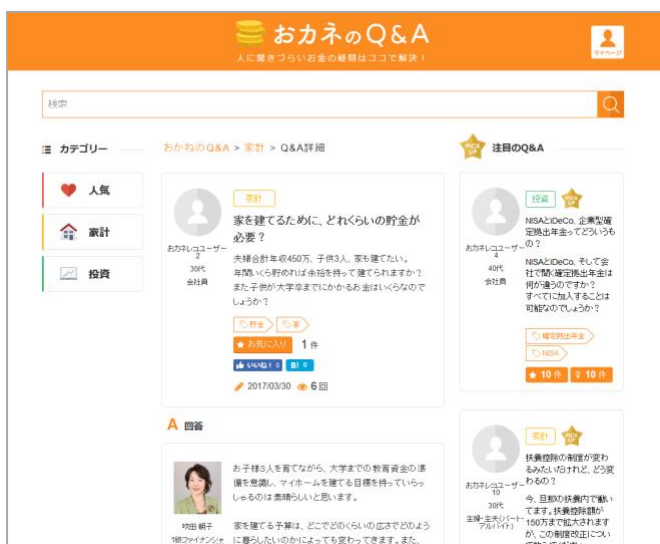 おカネのQ&A
人に聞きづらいお金の疑問はココで解決！
マイページ
検索
カテゴリー
人気
家計
投資
おかねのQ&A > 家計 > Q&A詳細
おカネレコユーザー
2
30代
会社員
家計
家を建てるために、どれくらいの貯金が
必要？
夫婦合計年収450万、子供3人、家も建てたい。
年間いくら貯めれば余裕を持って建てられますか？
また子供が大学卒までにかかるお金はいくらなので
しょうか？
貯金
家
お気に入り 1 件
いいね！ 0
B! 0
2017/03/30 6回
A 回答
吹田 朝子
1級ファイナンシャ
お子様3人を育てながら、大学までの教育資金の準
備を意識し、マイホームを建てる目標を持っていらっ
しゃるのは素晴らしいと思います。
家を建てる予算は、どこでどのくらいの広さでどのよう
に暮らしたいのかによっても変わってきます。また、
PICK UP
注目のQ&A
おカネレコユーザー
4
40代
会社員
投資
PICK UP
NISAとiDeCo、企業型確
定拠出年金ってどういうも
の？
NISAとiDeCo、そして会
社で聞く確定拠出年金は
何が違うのですか？
すべてに加入することは
可能なのでしょうか？
確定拠出年金
NISA
10 件
10 件
おカネレコユーザー
10
30代
主婦・主夫(パート・
アルバイト)
家計
PICK UP
扶養控除の制度が変わ
るみたいだけれど、どう変
わるの？
今、旦那の扶養内で働い
てます。扶養控除額が
150万まで拡大されます
が、この制度改正につい